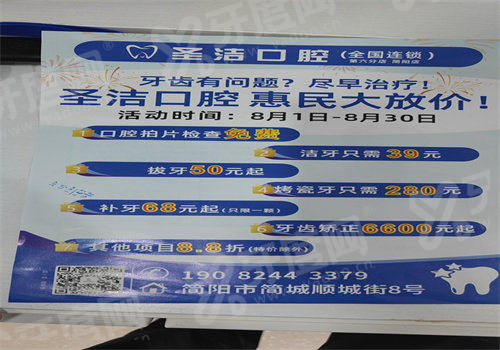 圣洁口腔 (全国连锁)
第六分店 简阳店
牙齿有问题? 尽早治疗!
圣洁口腔 惠民大放价!
活动时间:8月1日-8月30日
1 口腔拍片检查免费
2 洁牙只需39元
3 拔牙50元起
4 烤瓷牙只需280元
5 补牙68元起(只限一颗)
6 牙齿矫正6600元起
7 其他项目8.8折(特价除外)
190 8244 3379
简阳市简城顺城街8号
牙度网